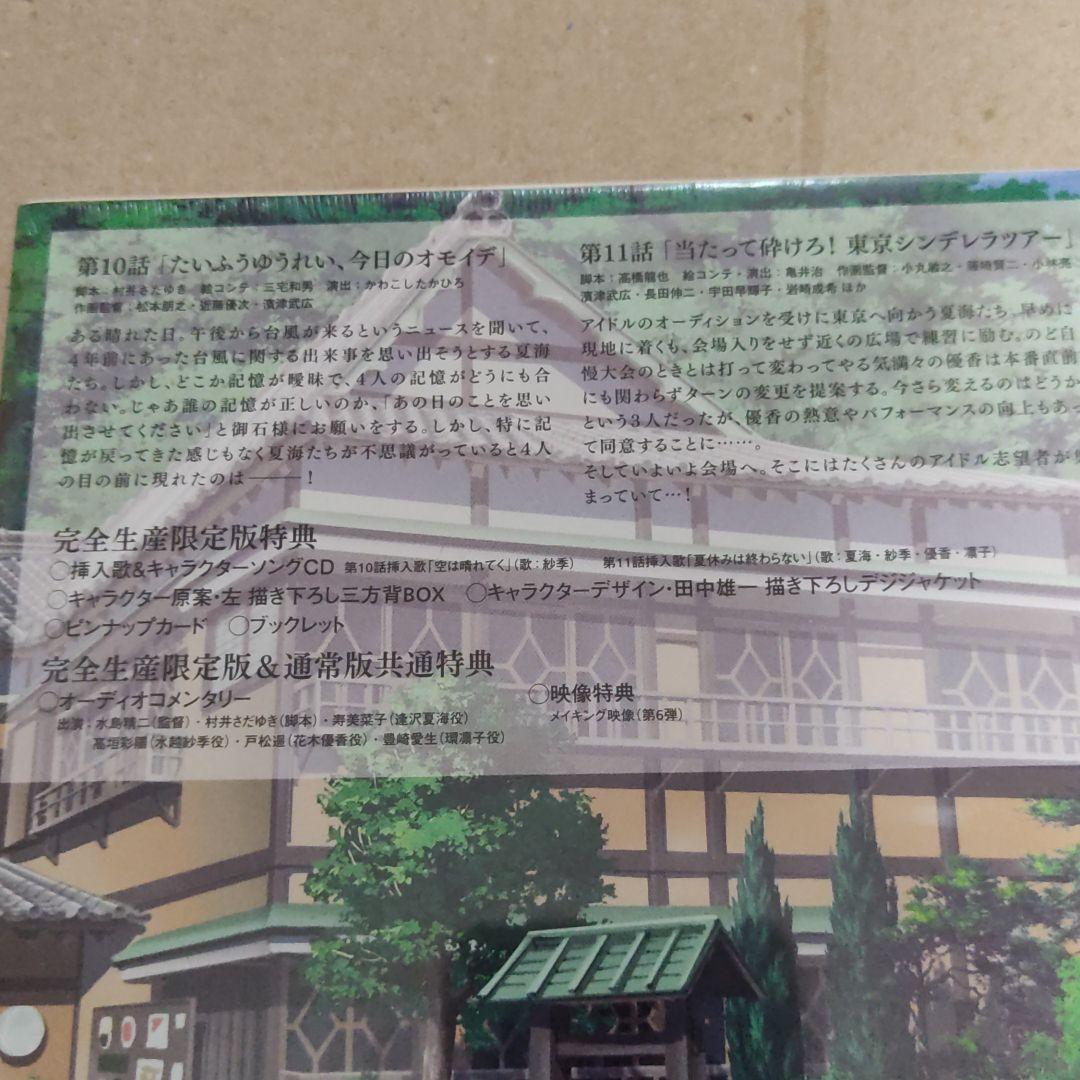 第10話「たいふうゆうれい、今日のオモイデ」
脚本：村井さだゆき 絵コンテ：三宅和男 演出：かわこしたかひろ
作画監督：松本朋之・近藤優次・濱津武広
ある晴れた日。午後から台風が来るというニュースを聞いて、
4年前にあった台風に関する出来事を思い出そうとする夏海
たち。しかし、どこか記憶が曖昧で、4人の記憶がどうにも合
わない。じゃあ誰の記憶が正しいのか、「あの日のことを思い
出させてください」と御石様にお願いをする。しかし、特に記
憶が戻ってきた感じもなく夏海たちが不思議がっていると4人
の目の前に現れたのは———！
第11話「当たって砕けろ！ 東京シンデレラツアー」
脚本：高橋龍也 絵コンテ・演出：亀井治 作画監督：小丸敏之・藤崎賢二・小林亮・
濱津武広・長田伸二・宇田早輝子・岩崎成希 ほか
アイドルのオーディションを受けに東京へ向かう夏海たち。早めに
現地に着くも、会場入りをせず近くの広場で練習に励む。のど自
慢大会のときとは打って変わってやる気満々の優香は本番直前
にも関わらずターンの変更を提案する。今さら変えるのはどうか
という3人だったが、優香の熱意やパフォーマンスの向上もあっ
て同意することに……。
そしていよいよ会場へ。そこにはたくさんのアイドル志望者が集
まっていて…！
完全生産限定版特典
○挿入歌&キャラクターソングCD 第10話挿入歌「空は晴れてく」（歌：紗季） 第11話挿入歌「夏休みは終わらない」（歌：夏海・紗季・優香・凛子）
○キャラクター原案・左 描き下ろし三方背BOX ○キャラクターデザイン・田中雄一 描き下ろしデジジャケット
○ピンナップカード ○ブックレット
完全生産限定版＆通常版共通特典
○オーディオコメンタリー
出演：水島精二（監督）・村井さだゆき（脚本）・寿美菜子（逢沢夏海役）
高垣彩陽（水越紗季役）・戸松遥（花木優香役）・豊崎愛生（環凛子役）
○映像特典
メイキング映像（第6弾）